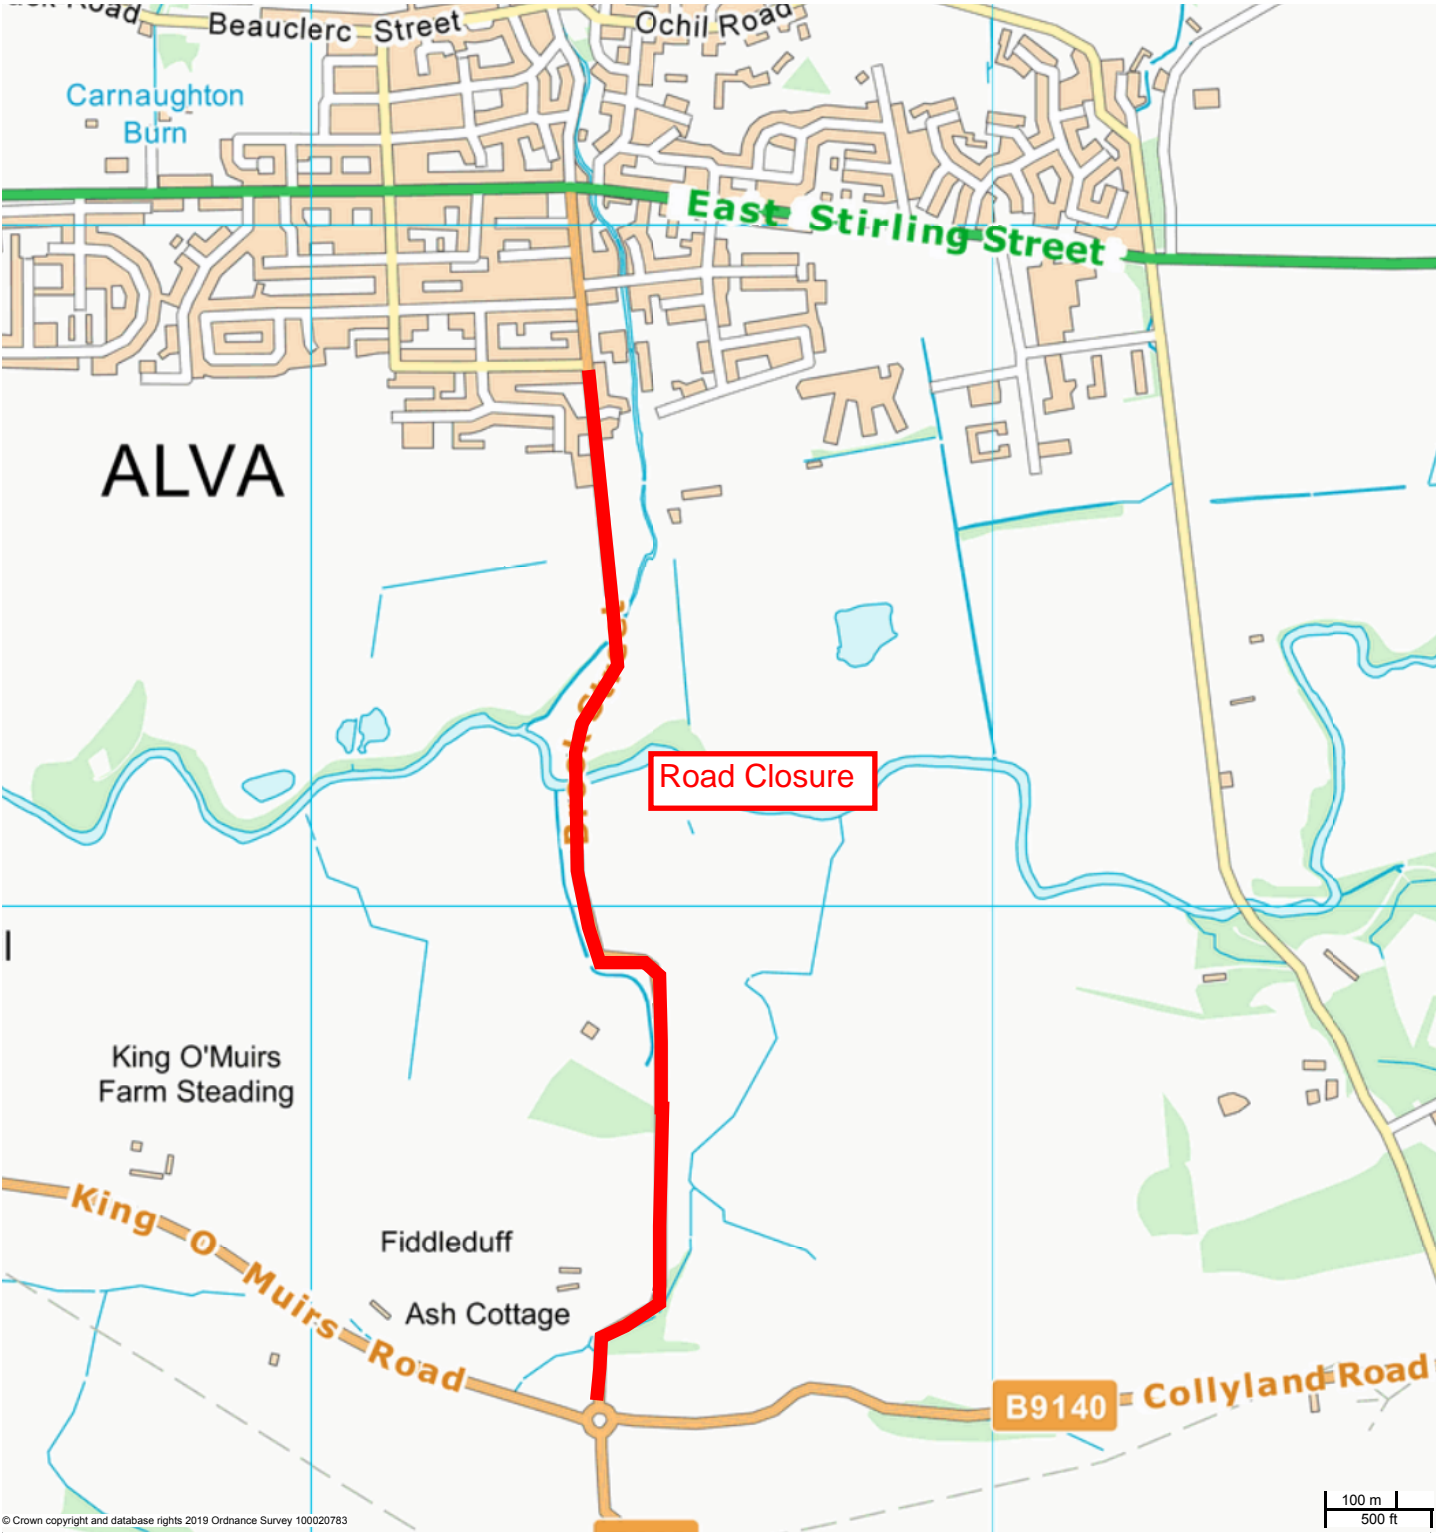 Road
Beauclerc Street
Ochil Road
Carnaughton
Burn
East Stirling Street
ALVA
Road Closure
King O'Muirs
Farm Steading
Fiddleduff
Ash Cottage
King O Muirs Road
B9140
Collyland Road
100 m
500 ft
© Crown copyright and database rights 2019 Ordnance Survey 100020783